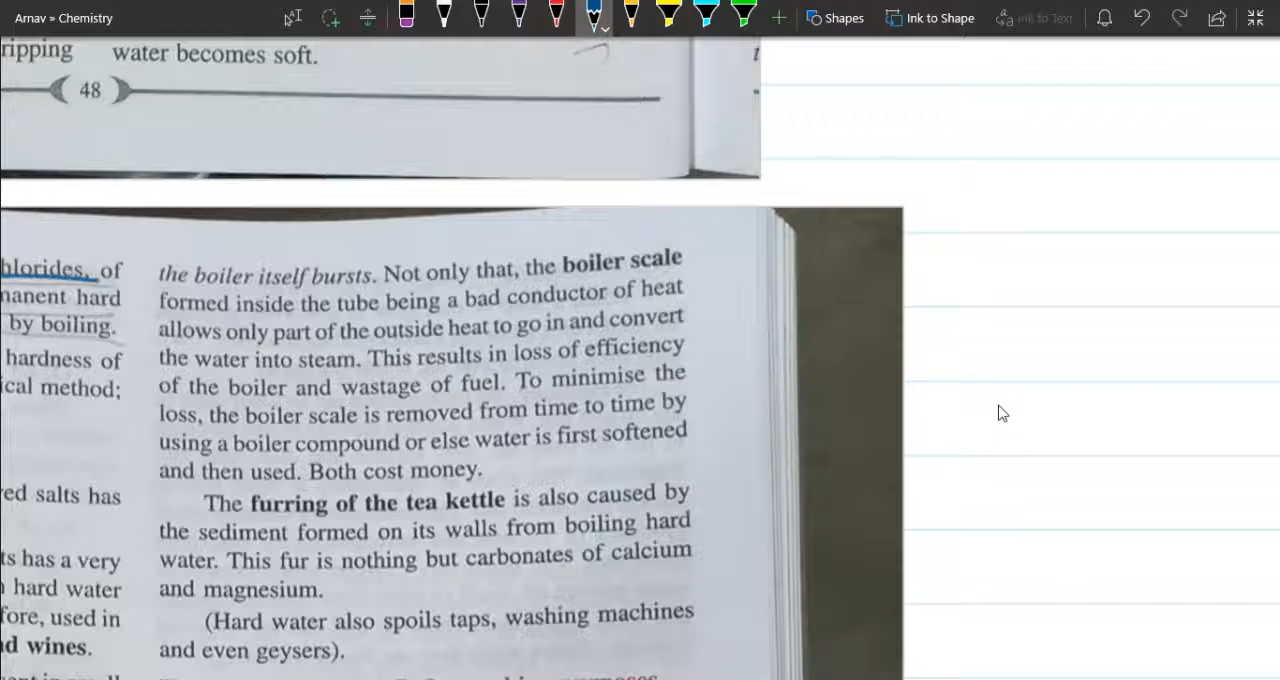 Arnav » Chemistry
Shapes
Ink to Shape
Ink to Text
ripping water becomes soft.
48
hlorides, of
manent hard
by boiling.
hardness of
ical method;
red salts has
ts has a very
hard water
fore, used in
d wines.
the boiler itself bursts. Not only that, the boiler scale
formed inside the tube being a bad conductor of heat
allows only part of the outside heat to go in and convert
the water into steam. This results in loss of efficiency
of the boiler and wastage of fuel. To minimise the
loss, the boiler scale is removed from time to time by
using a boiler compound or else water is first softened
and then used. Both cost money.
The furring of the tea kettle is also caused by
the sediment formed on its walls from boiling hard
water. This fur is nothing but carbonates of calcium
and magnesium.
(Hard water also spoils taps, washing machines
and even geysers).